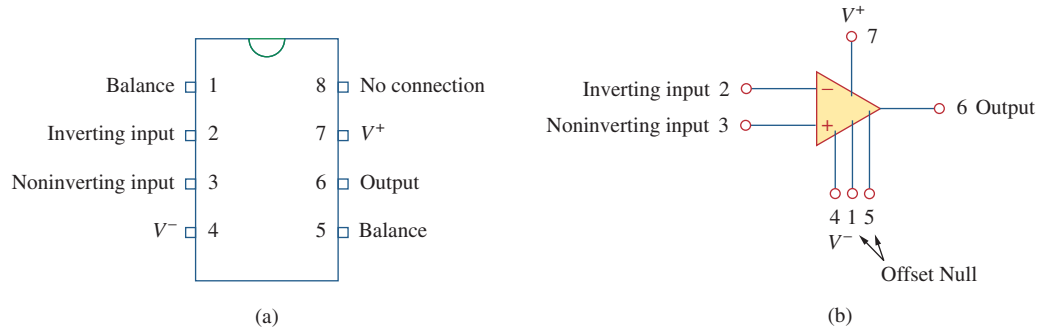 Balance 1 8 No connection
Inverting input 2 7 V+
Noninverting input 3 6 Output
V− 4 5 Balance
(a)
V+
7
Inverting input 2 −
Noninverting input 3 +
6 Output
4 1 5
V−
Offset Null
(b)